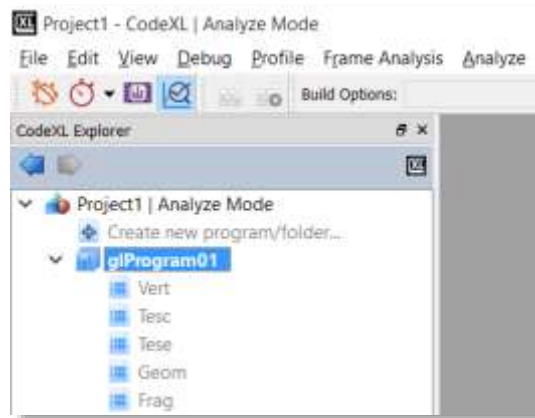 Project1 - CodeXL | Analyze Mode
File Edit View Debug Profile Frame Analysis Analyze
Build Options:
CodeXL Explorer
Project1 | Analyze Mode
Create new program/folder...
glProgram01
Vert
Tesc
Tese
Geom
Frag